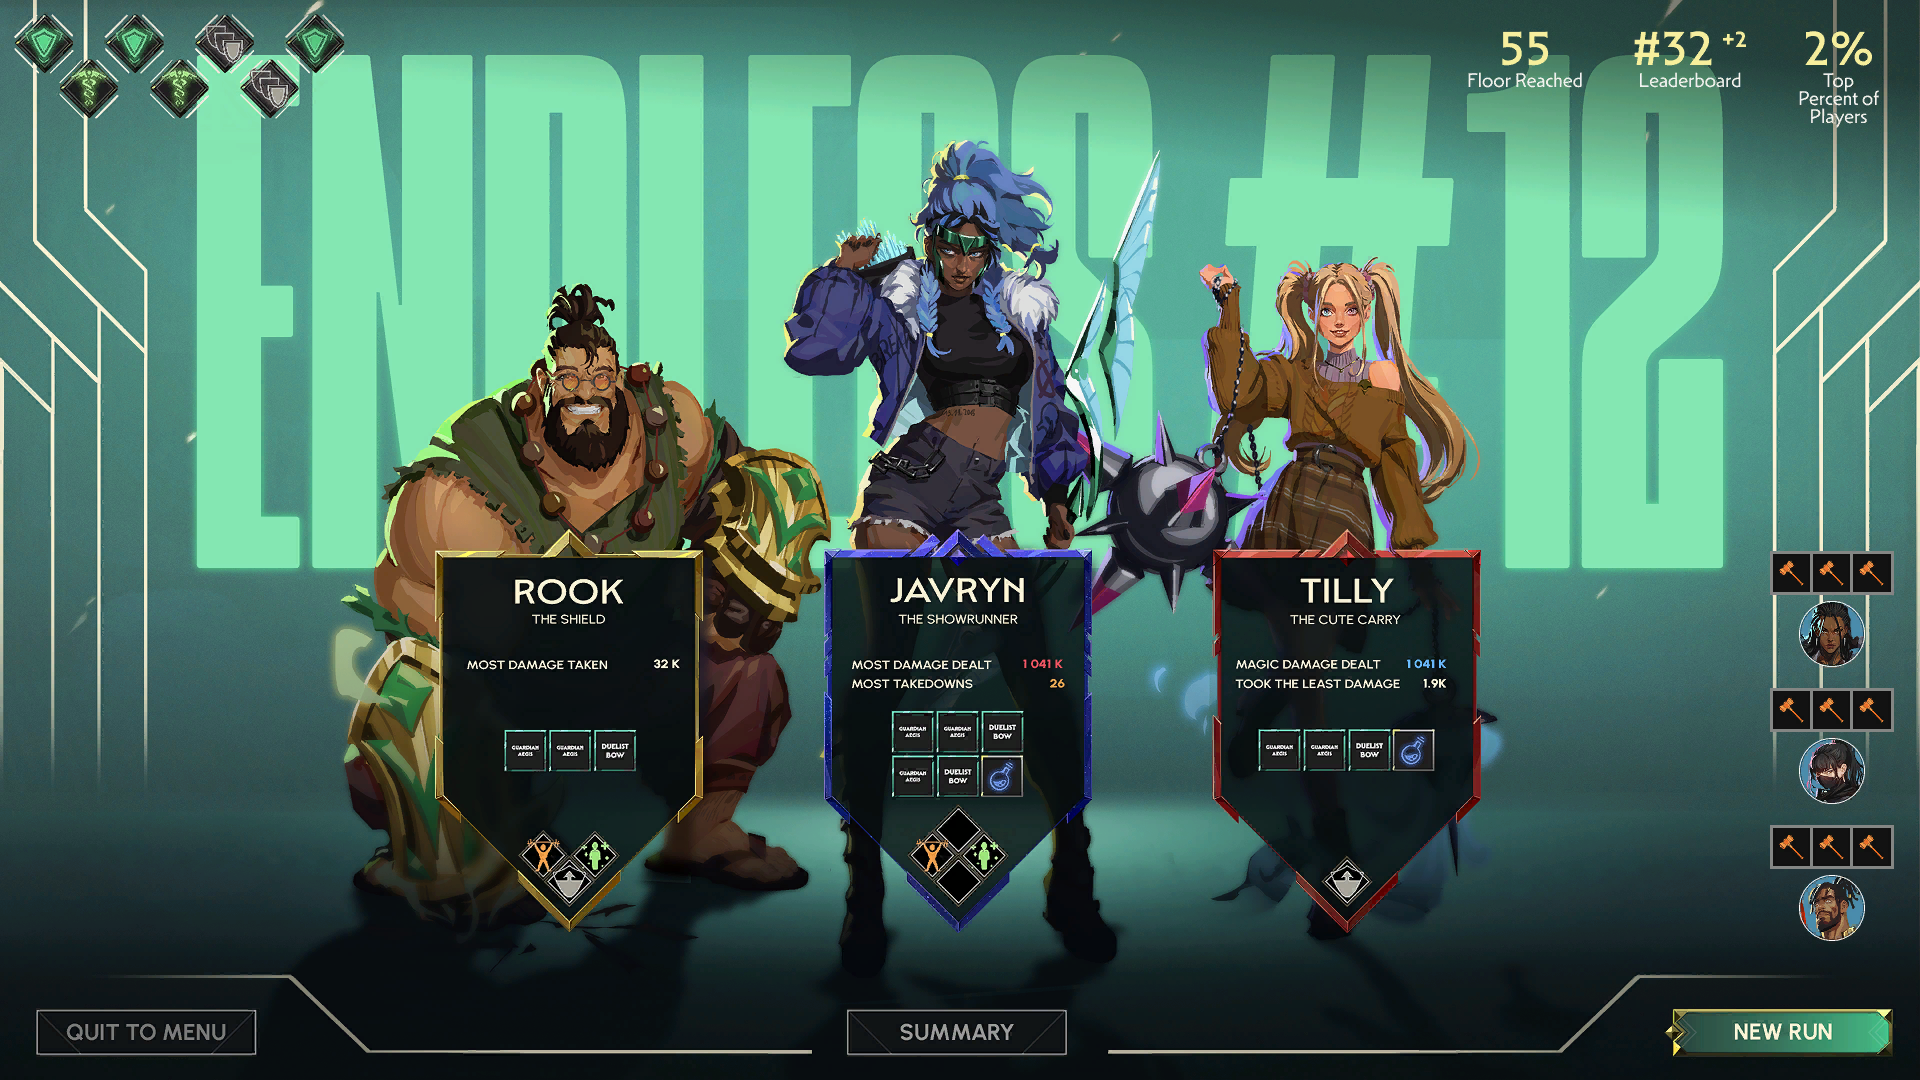 ENDLESS #12
55
Floor Reached
#32 +2
Leaderboard
2%
Top
Percent of
Players
ROOK
THE SHIELD
MOST DAMAGE TAKEN 32 K
GUARDIAN
AEGIS
GUARDIAN
AEGIS
DUELIST
BOW
JAVRYN
THE SHOWRUNNER
MOST DAMAGE DEALT 1 041 K
MOST TAKEDOWNS 26
GUARDIAN
AEGIS
GUARDIAN
AEGIS
DUELIST
BOW
GUARDIAN
AEGIS
DUELIST
BOW
TILLY
THE CUTE CARRY
MAGIC DAMAGE DEALT 1 041 K
TOOK THE LEAST DAMAGE 1.9K
GUARDIAN
AEGIS
GUARDIAN
AEGIS
DUELIST
BOW
QUIT TO MENU
SUMMARY
NEW RUN